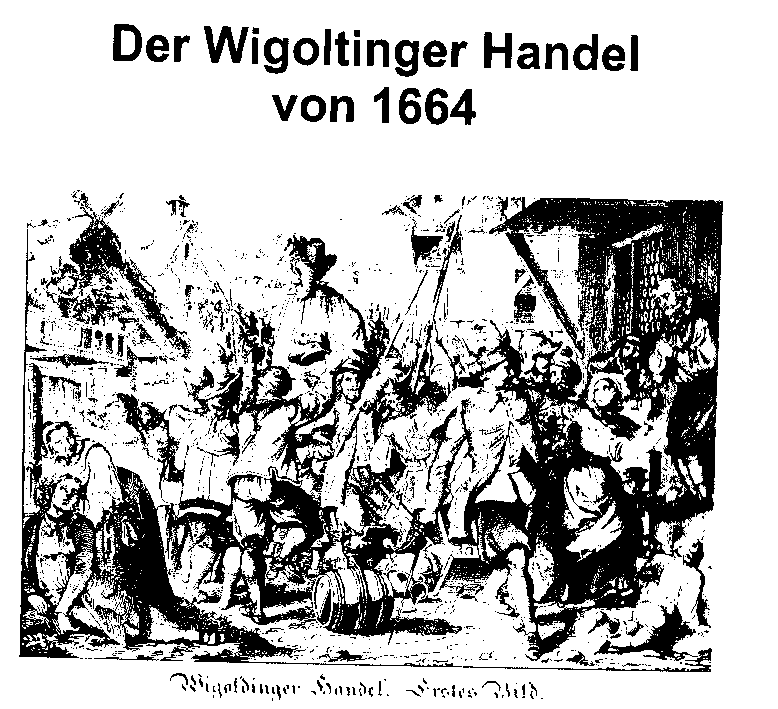 Der Wigoltinger Handel
von 1664
Wigoldinger Handel. Erstes Bild.